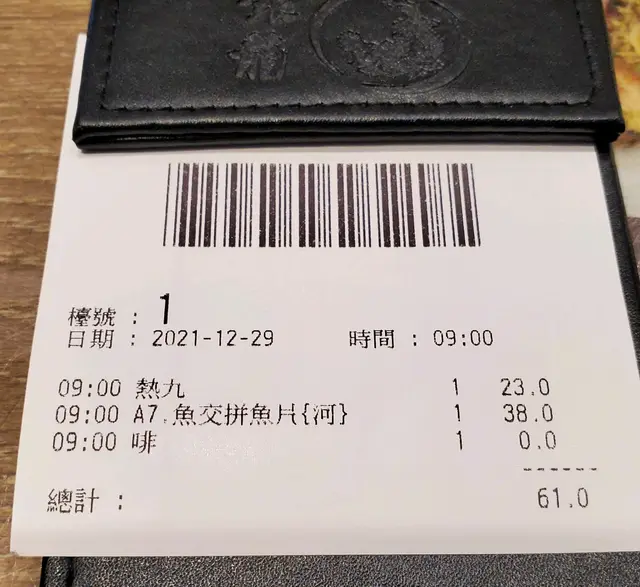 檯號 : 1
日期 : 2021-12-29 時間 : 09:00
09:00 熱九 1 23.0
09:00 A7.魚交拼魚片{河} 1 38.0
09:00 啡 1 0.0
總計 : 61.0